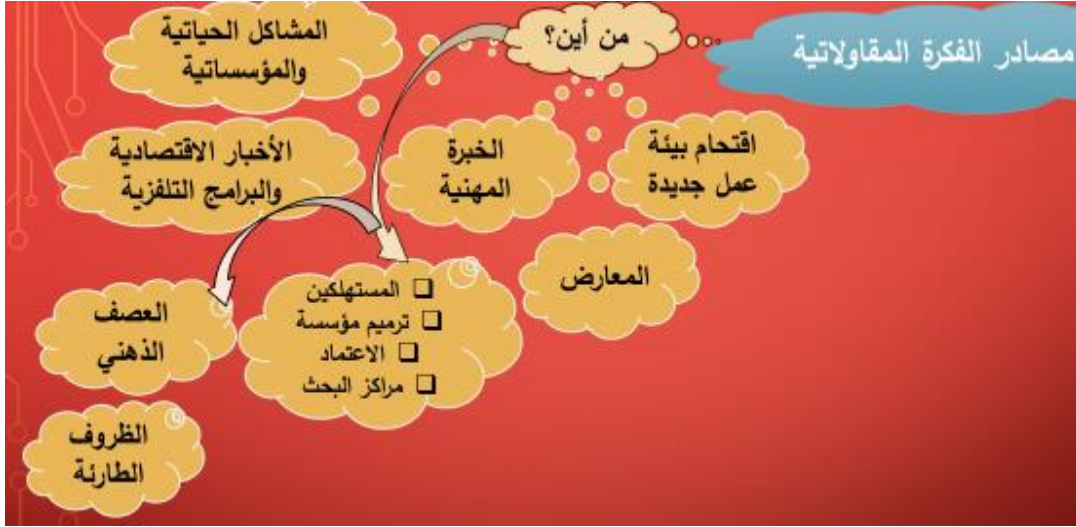 مصادر الفكرة المقاولاتية
من أين؟
المشاكل الحياتية
والمؤسساتية
اقتحام بيئة
عمل جديدة
الخبرة
المهنية
الأخبار الاقتصادية
والبرامج التلفزية
المعارض
❑ المستهلكين
❑ ترميم مؤسسة
❑ الاعتماد
❑ مراكز البحث
العصف
الذهني
الظروف
الطارئة